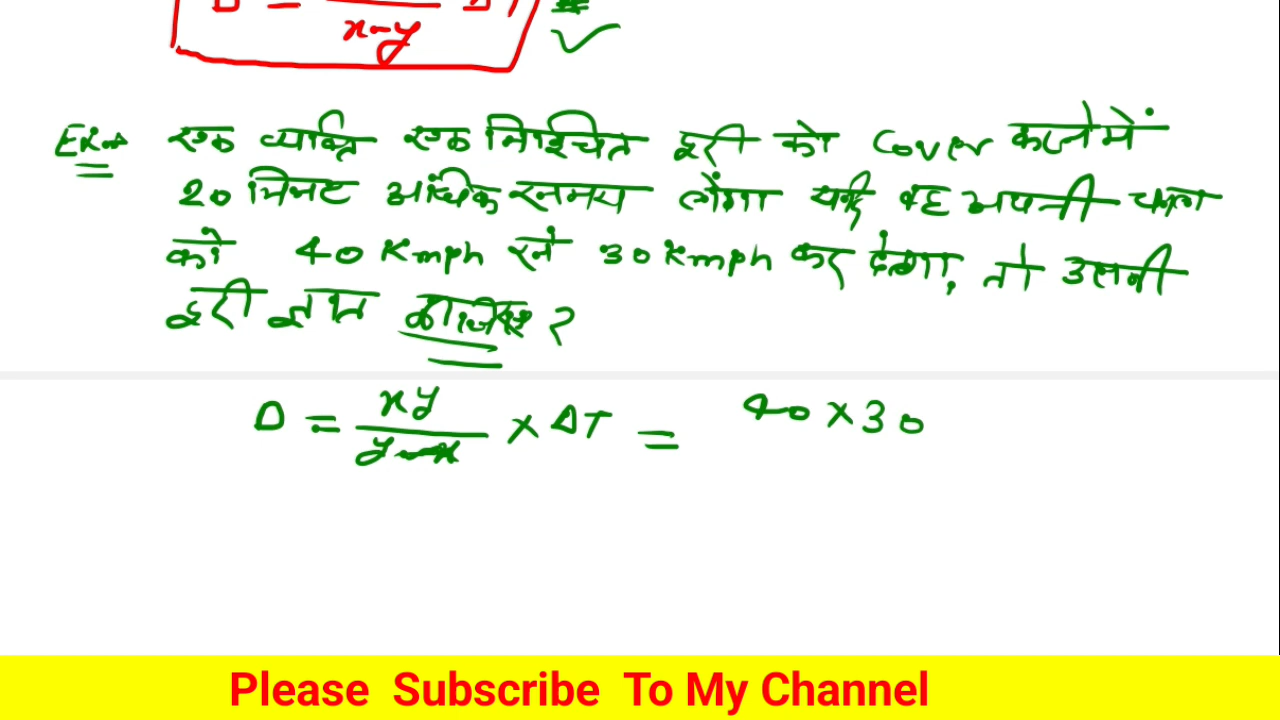 x-y
Ex→ एक व्यक्ति एक निश्चित दूरी को Cover करने में
20 मिनट अधिक समय लेगा यदि वह अपनी चाल
को 40 Kmph से 30 Kmph कर देगा, तो उसकी
दूरी ज्ञात कीजिए ?
D = xy / y-x × ΔT = 40 × 30
Please Subscribe To My Channel